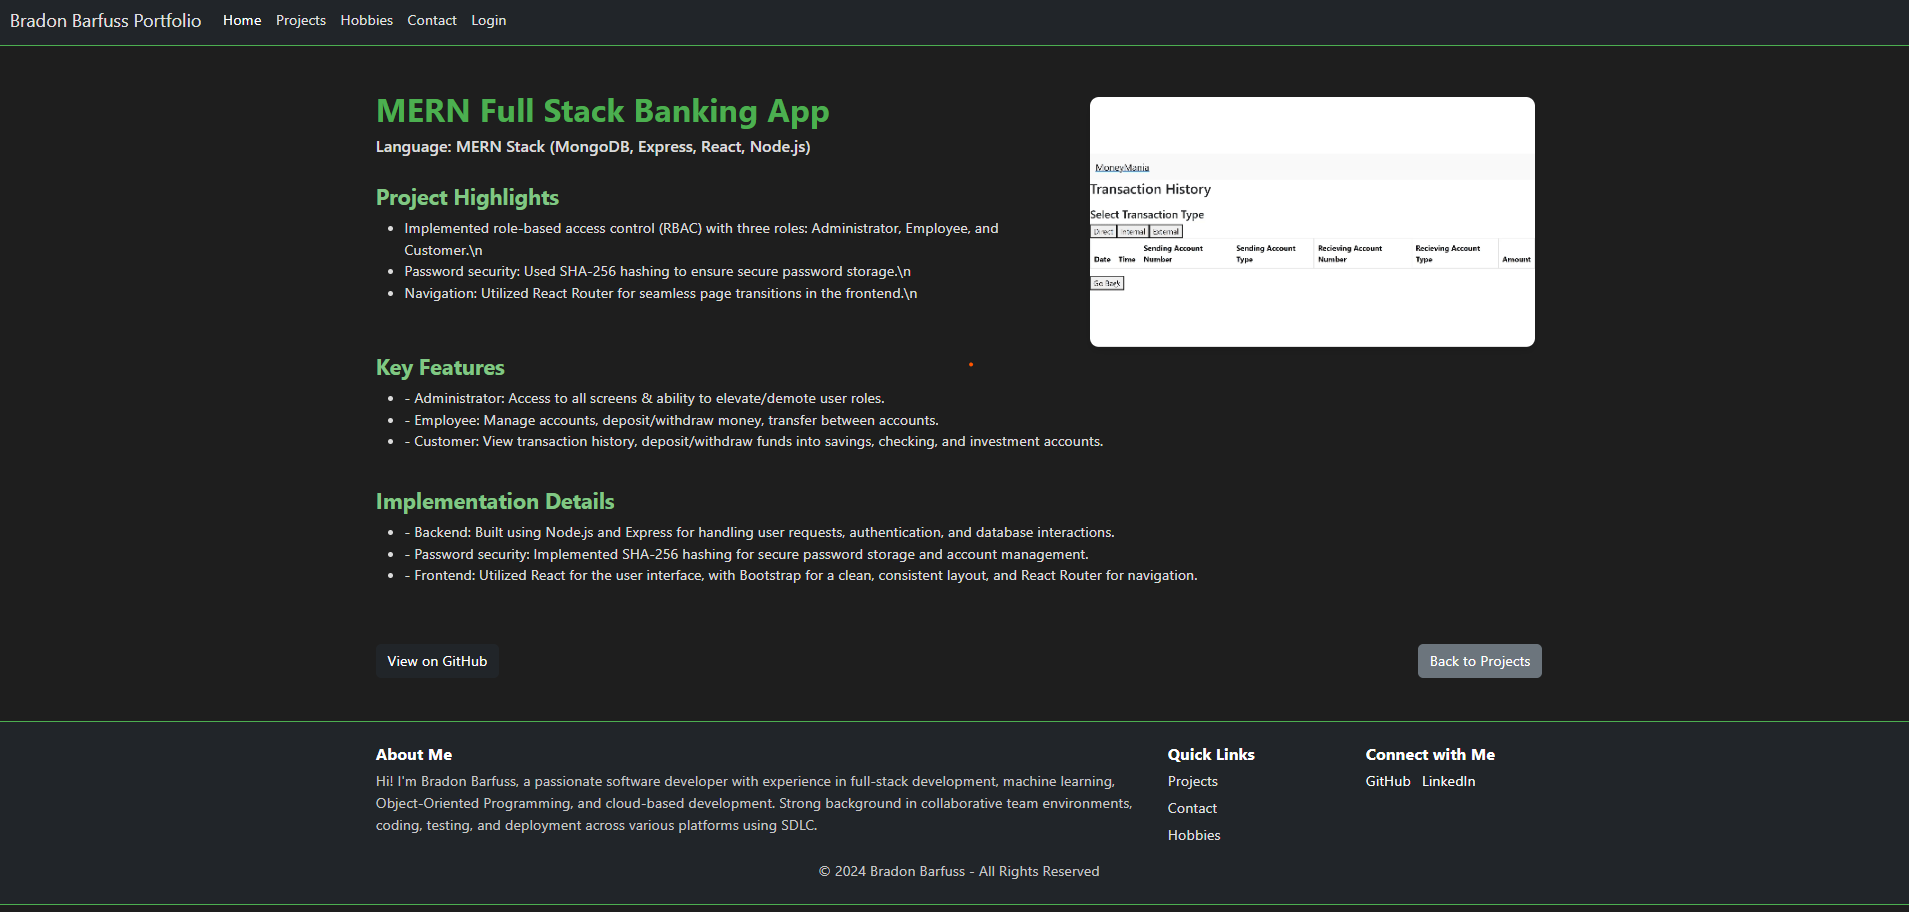 Bradon Barfuss Portfolio Home Projects Hobbies Contact Login
MERN Full Stack Banking App
Language: MERN Stack (MongoDB, Express, React, Node.js)
Project Highlights
• Implemented role-based access control (RBAC) with three roles: Administrator, Employee, and
Customer.\n
• Password security: Used SHA-256 hashing to ensure secure password storage.\n
• Navigation: Utilized React Router for seamless page transitions in the frontend.\n
MoneyMania
Transaction History
Select Transaction Type
Direct Internal External
Date Time Sending Account Number Sending Account Type Recieving Account Number Recieving Account Type Amount
Go Back
Key Features
• - Administrator: Access to all screens & ability to elevate/demote user roles.
• - Employee: Manage accounts, deposit/withdraw money, transfer between accounts.
• - Customer: View transaction history, deposit/withdraw funds into savings, checking, and investment accounts.
Implementation Details
• - Backend: Built using Node.js and Express for handling user requests, authentication, and database interactions.
• - Password security: Implemented SHA-256 hashing for secure password storage and account management.
• - Frontend: Utilized React for the user interface, with Bootstrap for a clean, consistent layout, and React Router for navigation.
View on GitHub
Back to Projects
About Me
Hi! I'm Bradon Barfuss, a passionate software developer with experience in full-stack development, machine learning,
Object-Oriented Programming, and cloud-based development. Strong background in collaborative team environments,
coding, testing, and deployment across various platforms using SDLC.
Quick Links
Projects
Contact
Hobbies
Connect with Me
GitHub LinkedIn
© 2024 Bradon Barfuss - All Rights Reserved